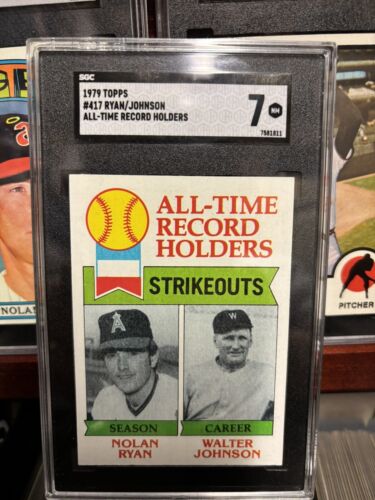 SGC
1979 TOPPS
#417 RYAN/JOHNSON
ALL-TIME RECORD HOLDERS
7 NM
7581811
ALL-TIME
RECORD
HOLDERS
STRIKEOUTS
A
W
SEASON
CAREER
NOLAN
RYAN
WALTER
JOHNSON
NOLAN
PITCHER